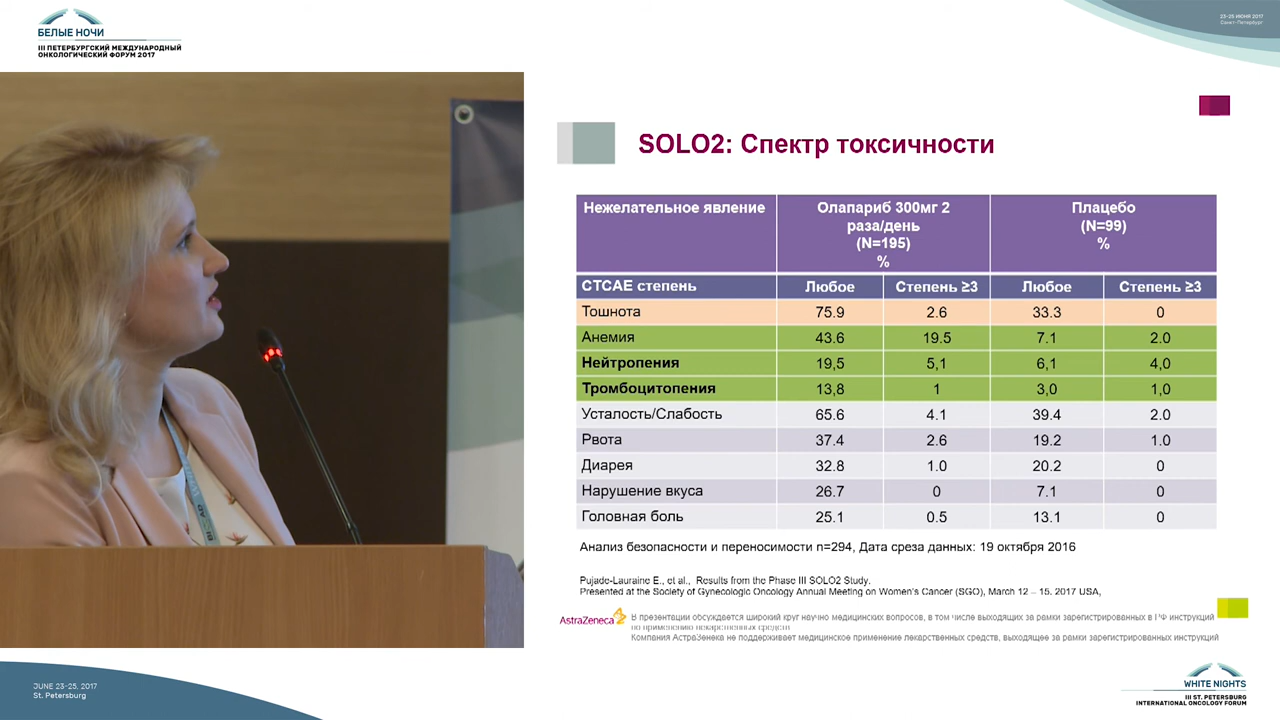 БЕЛЫЕ НОЧИ
III ПЕТЕРБУРГСКИЙ МЕЖДУНАРОДНЫЙ
ОНКОЛОГИЧЕСКИЙ ФОРУМ 2017
23-25 ИЮНЯ 2017
Санкт-Петербург
SOLO2: Спектр токсичности
Нежелательное явление Олапариб 300мг 2 Плацебо
раза/день (N=99)
(N=195) %
%
CTCAE степень Любое Степень ≥3 Любое Степень ≥3
Тошнота 75.9 2.6 33.3 0
Анемия 43.6 19.5 7.1 2.0
Нейтропения 19,5 5,1 6,1 4,0
Тромбоцитопения 13,8 1 3,0 1,0
Усталость/Слабость 65.6 4.1 39.4 2.0
Рвота 37.4 2.6 19.2 1.0
Диарея 32.8 1.0 20.2 0
Нарушение вкуса 26.7 0 7.1 0
Головная боль 25.1 0.5 13.1 0
Анализ безопасности и переносимости n=294, Дата среза данных: 19 октября 2016
Pujade-Lauraine E., et al., Results from the Phase III SOLO2 Study.
Presented at the Society of Gynecologic Oncology Annual Meeting on Women's Cancer (SGO), March 12 – 15, 2017 USA,
AstraZeneca
В презентации обсуждается широкий круг научно медицинских вопросов, в том числе выходящих за рамки зарегистрированных в РФ инструкций
по применению лекарственных средств
Компания АстраЗенека не поддерживает медицинское применение лекарственных средств, выходящее за рамки зарегистрированных инструкций
JUNE 23-25, 2017
St. Petersburg
WHITE NIGHTS
III ST. PETERSBURG
INTERNATIONAL ONCOLOGY FORUM